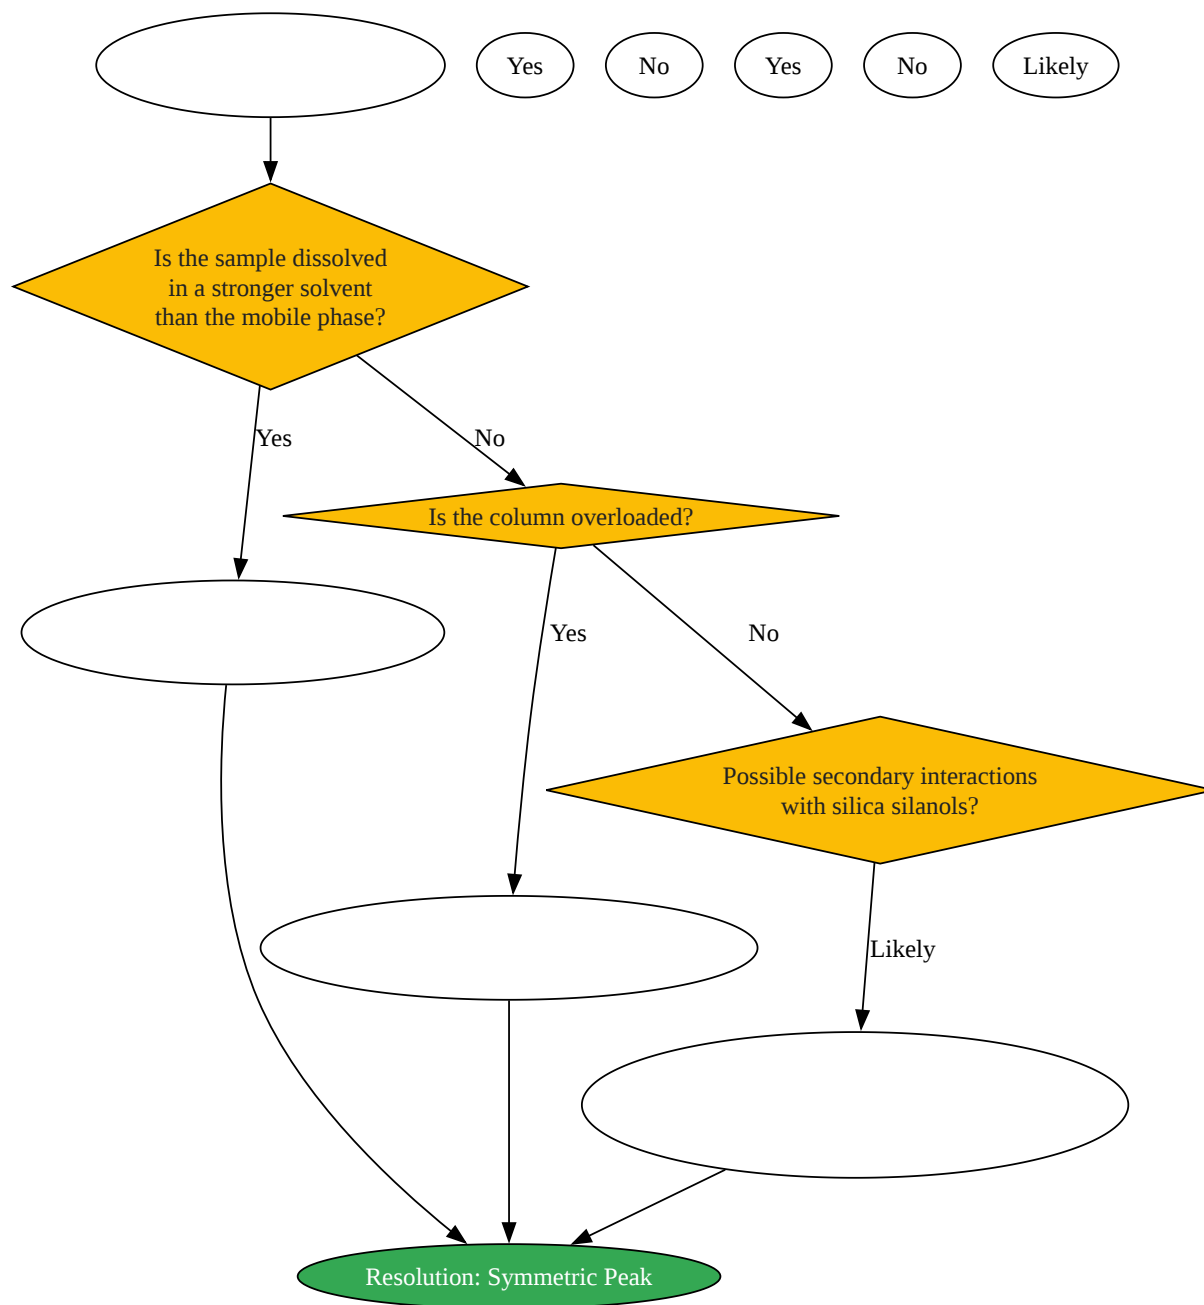 Yes
No
Yes
No
Likely
Is the sample dissolved
in a stronger solvent
than the mobile phase?
Yes
No
Is the column overloaded?
Yes
No
Possible secondary interactions
with silica silanols?
Likely
Resolution: Symmetric Peak